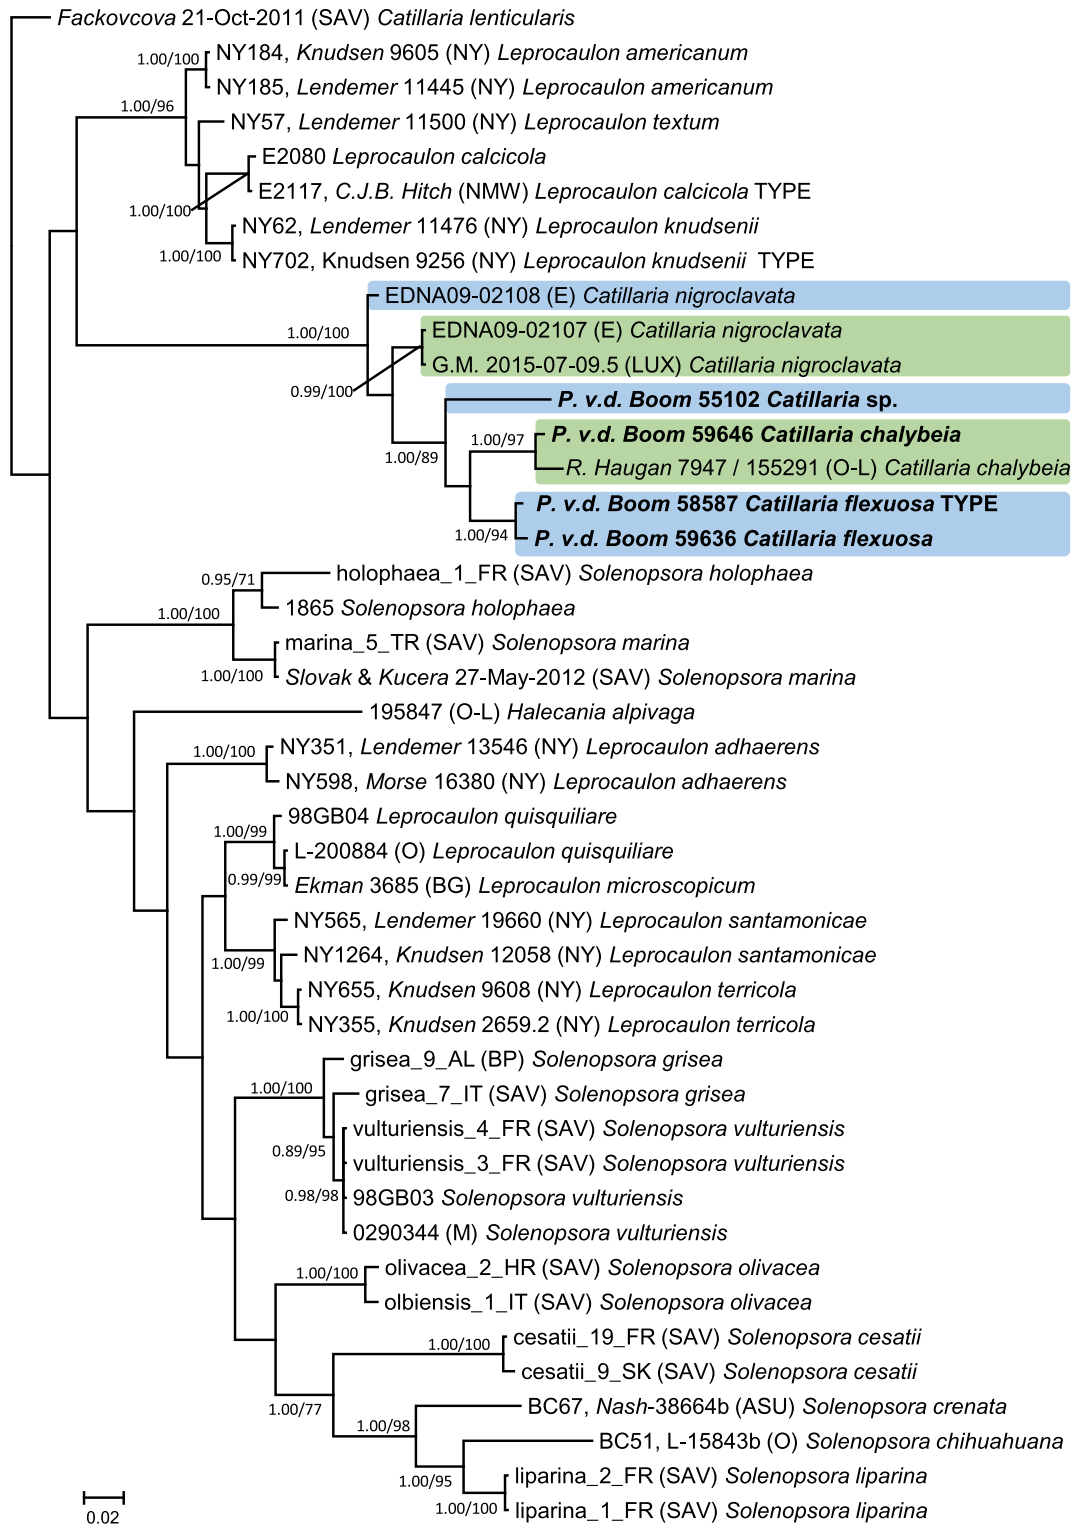 Fackovcova 21-Oct-2011 (SAV) Catillaria lenticularis
NY184, Knudsen 9605 (NY) Leprocaulon americanum
1.00/100
NY185, Lendemer 11445 (NY) Leprocaulon americanum
1.00/96
NY57, Lendemer 11500 (NY) Leprocaulon textum
E2080 Leprocaulon calcicola
E2117, C.J.B. Hitch (NMW) Leprocaulon calcicola TYPE
1.00/100
NY62, Lendemer 11476 (NY) Leprocaulon knudsenii
1.00/100
NY702, Knudsen 9256 (NY) Leprocaulon knudsenii TYPE
EDNA09-02108 (E) Catillaria nigroclavata
1.00/100
EDNA09-02107 (E) Catillaria nigroclavata
G.M. 2015-07-09.5 (LUX) Catillaria nigroclavata
0.99/100
P. v.d. Boom 55102 Catillaria sp.
P. v.d. Boom 59646 Catillaria chalybeia
1.00/97
1.00/89
R. Haugan 7947 / 155291 (O-L) Catillaria chalybeia
P. v.d. Boom 58587 Catillaria flexuosa TYPE
1.00/94
P. v.d. Boom 59636 Catillaria flexuosa
holophaea_1_FR (SAV) Solenopsora holophaea
0.95/71
1865 Solenopsora holophaea
1.00/100
marina_5_TR (SAV) Solenopsora marina
1.00/100
Slovak & Kucera 27-May-2012 (SAV) Solenopsora marina
195847 (O-L) Halecania alpivaga
NY351, Lendemer 13546 (NY) Leprocaulon adhaerens
1.00/100
NY598, Morse 16380 (NY) Leprocaulon adhaerens
98GB04 Leprocaulon quisquiliare
1.00/99
L-200884 (O) Leprocaulon quisquiliare
0.99/99
Ekman 3685 (BG) Leprocaulon microscopicum
NY565, Lendemer 19660 (NY) Leprocaulon santamonicae
NY1264, Knudsen 12058 (NY) Leprocaulon santamonicae
1.00/99
NY655, Knudsen 9608 (NY) Leprocaulon terricola
1.00/100
NY355, Knudsen 2659.2 (NY) Leprocaulon terricola
grisea_9_AL (BP) Solenopsora grisea
1.00/100
grisea_7_IT (SAV) Solenopsora grisea
vulturiensis_4_FR (SAV) Solenopsora vulturiensis
0.89/95
vulturiensis_3_FR (SAV) Solenopsora vulturiensis
0.98/98
98GB03 Solenopsora vulturiensis
0290344 (M) Solenopsora vulturiensis
olivacea_2_HR (SAV) Solenopsora olivacea
1.00/100
olbiensis_1_IT (SAV) Solenopsora olivacea
cesatii_19_FR (SAV) Solenopsora cesatii
1.00/100
cesatii_9_SK (SAV) Solenopsora cesatii
1.00/77
BC67, Nash-38664b (ASU) Solenopsora crenata
1.00/98
BC51, L-15843b (O) Solenopsora chihuahuana
1.00/95
liparina_2_FR (SAV) Solenopsora liparina
1.00/100
liparina_1_FR (SAV) Solenopsora liparina
0.02